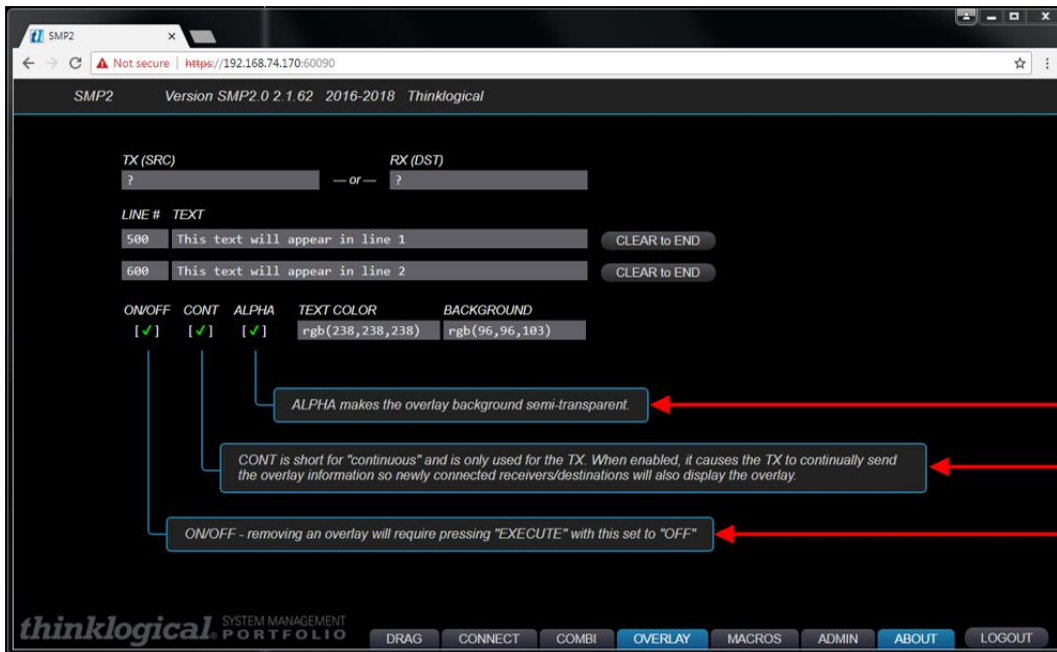 SMP2
Not secure | https://192.168.74.170:60090
SMP2 Version SMP2.0 2.1.62 2016-2018 Thinklogical
TX (SRC) RX (DST)
? — or — ?
LINE # TEXT
500 This text will appear in line 1 CLEAR to END
600 This text will appear in line 2 CLEAR to END
ON/OFF CONT ALPHA TEXT COLOR BACKGROUND
[✓] [✓] [✓] rgb(238,238,238) rgb(96,96,103)
ALPHA makes the overlay background semi-transparent.
CONT is short for "continuous" and is only used for the TX. When enabled, it causes the TX to continually send
the overlay information so newly connected receivers/destinations will also display the overlay.
ON/OFF - removing an overlay will require pressing "EXECUTE" with this set to "OFF"
thinklogical® SYSTEM MANAGEMENT
PORTFOLIO
DRAG CONNECT COMBI OVERLAY MACROS ADMIN ABOUT LOGOUT